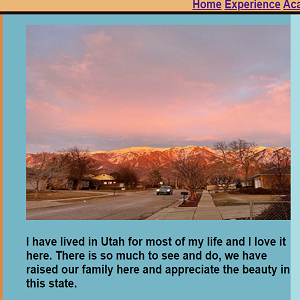 Home Experience Aca
I have lived in Utah for most of my life and I love it
here. There is so much to see and do, we have
raised our family here and appreciate the beauty in
this state.